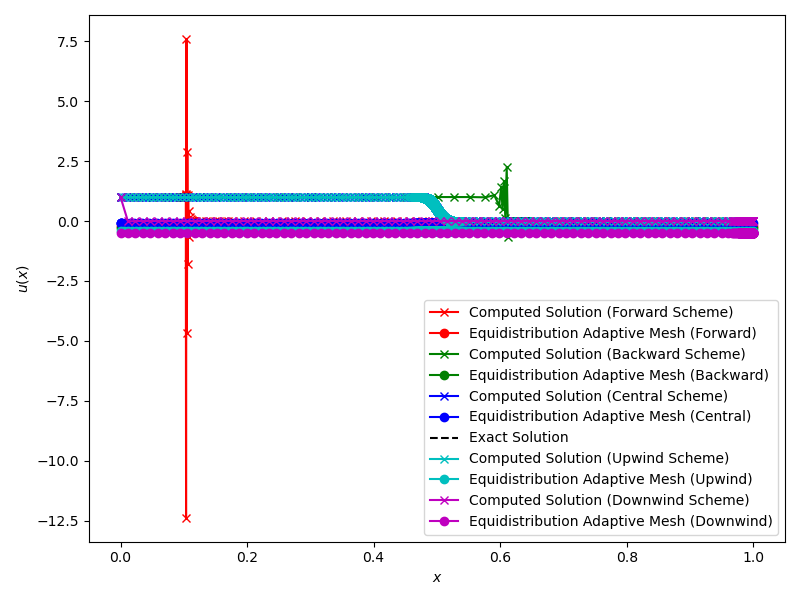 7.5
5.0
2.5
0.0
−2.5
−5.0
−7.5
−10.0
−12.5
u(x)
Computed Solution (Forward Scheme)
Equidistribution Adaptive Mesh (Forward)
Computed Solution (Backward Scheme)
Equidistribution Adaptive Mesh (Backward)
Computed Solution (Central Scheme)
Equidistribution Adaptive Mesh (Central)
Exact Solution
Computed Solution (Upwind Scheme)
Equidistribution Adaptive Mesh (Upwind)
Computed Solution (Downwind Scheme)
Equidistribution Adaptive Mesh (Downwind)
0.0 0.2 0.4 0.6 0.8 1.0
x